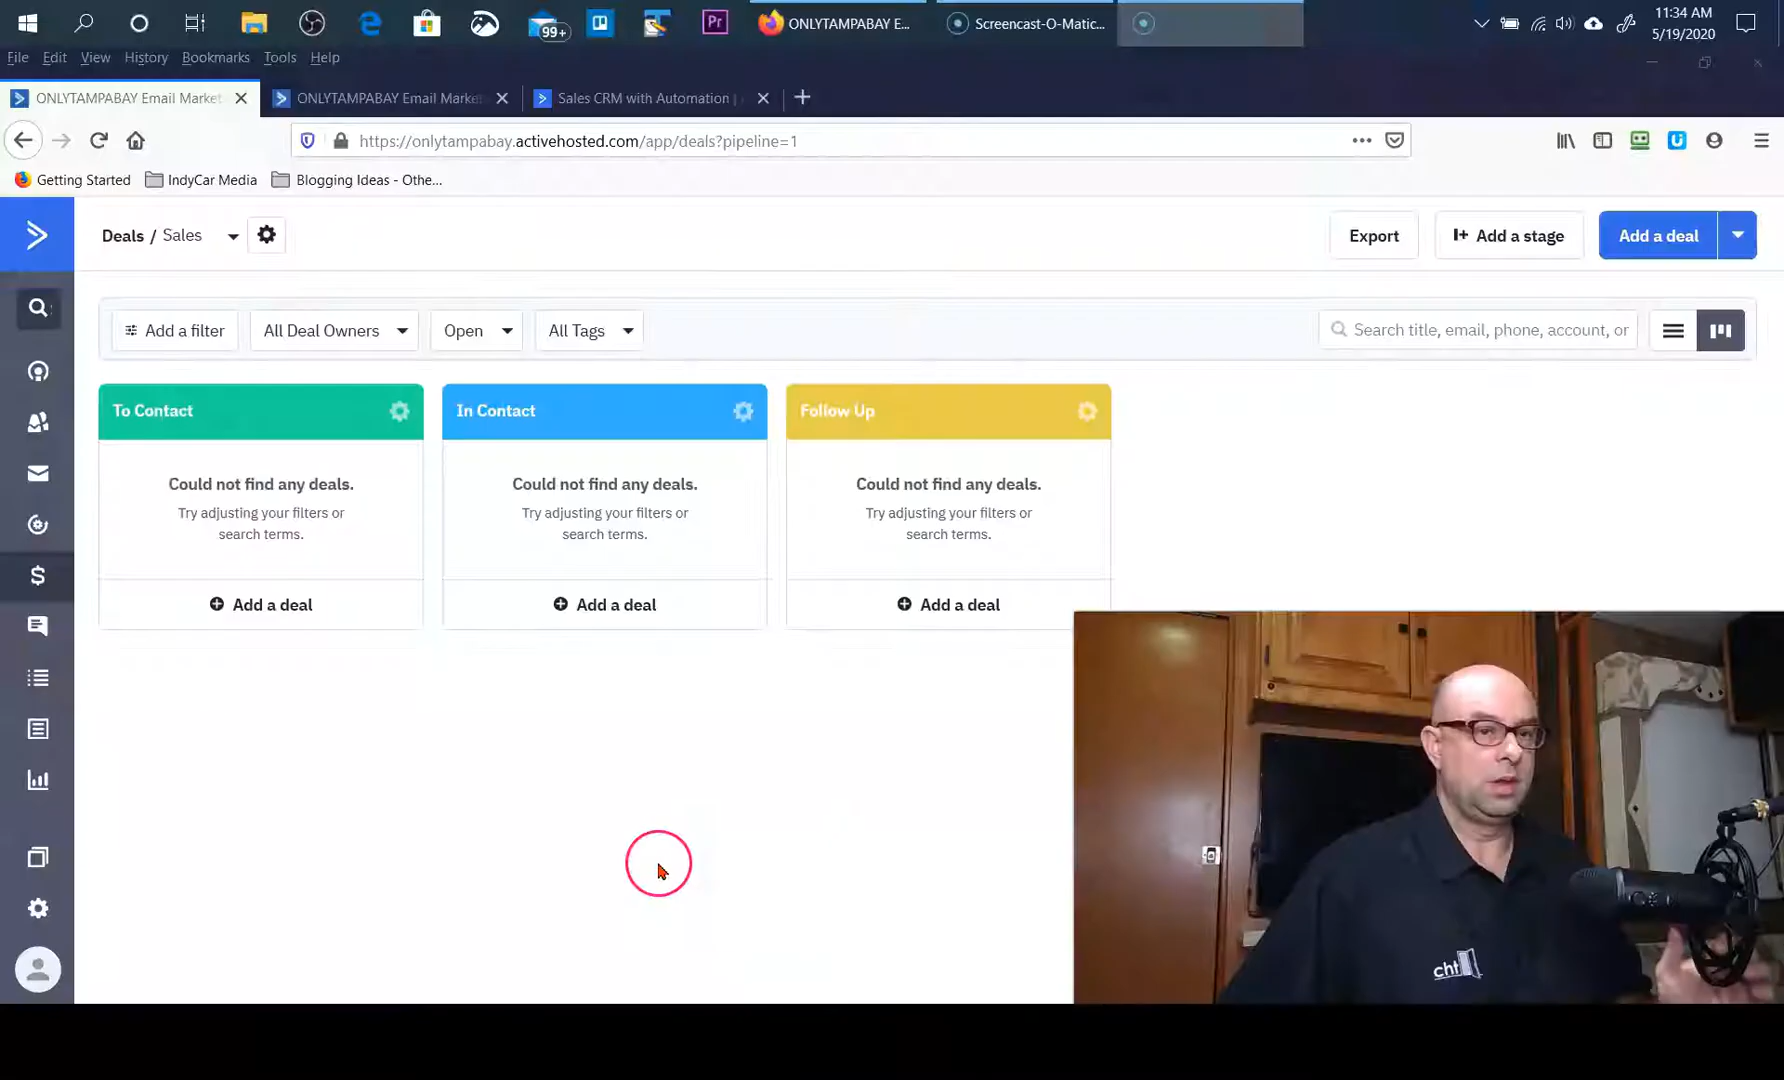 99+
Pr
ONLYTAMPABAY E...
Screencast-O-Matic...
11:34 AM
5/19/2020
File Edit View History Bookmarks Tools Help
ONLYTAMPABAY Email Market
ONLYTAMPABAY Email Market
Sales CRM with Automation |
https://onlytampabay.activehosted.com/app/deals?pipeline=1
Getting Started
IndyCar Media
Blogging Ideas - Othe...
Deals / Sales
Export
Add a stage
Add a deal
Add a filter
All Deal Owners
Open
All Tags
Search title, email, phone, account, or
To Contact
In Contact
Follow Up
Could not find any deals.
Try adjusting your filters or
search terms.
Could not find any deals.
Try adjusting your filters or
search terms.
Could not find any deals.
Try adjusting your filters or
search terms.
Add a deal
Add a deal
Add a deal
cht